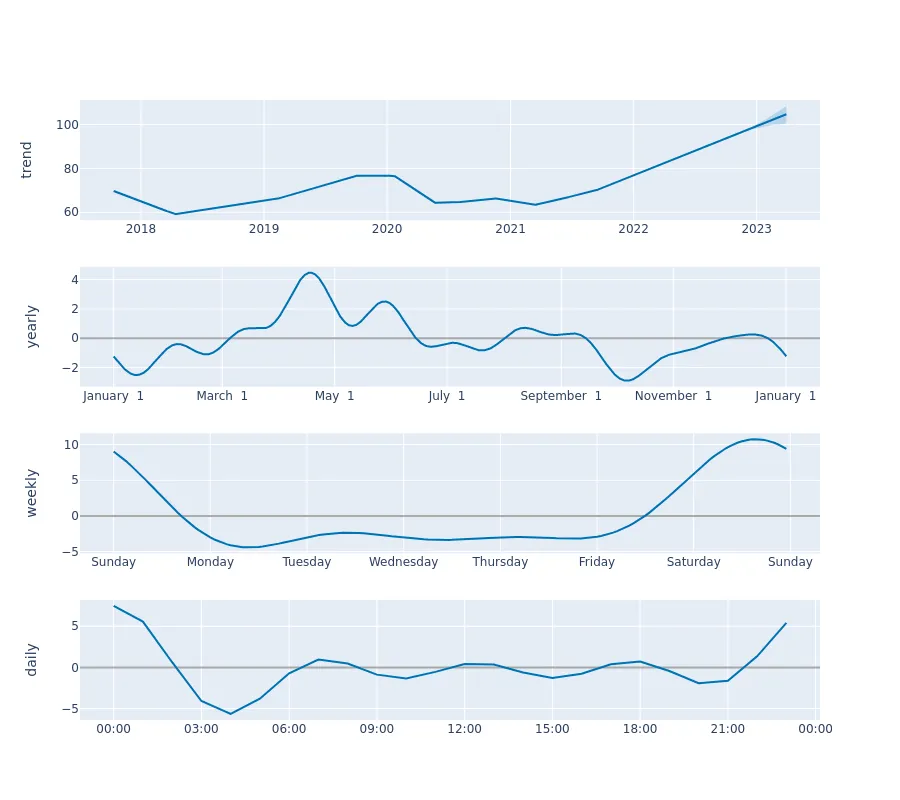 trend
100
80
60
2018 2019 2020 2021 2022 2023
yearly
4
2
0
−2
January 1 March 1 May 1 July 1 September 1 November 1 January 1
weekly
10
5
0
−5
Sunday Monday Tuesday Wednesday Thursday Friday Saturday Sunday
daily
5
0
−5
00:00 03:00 06:00 09:00 12:00 15:00 18:00 21:00 00:00